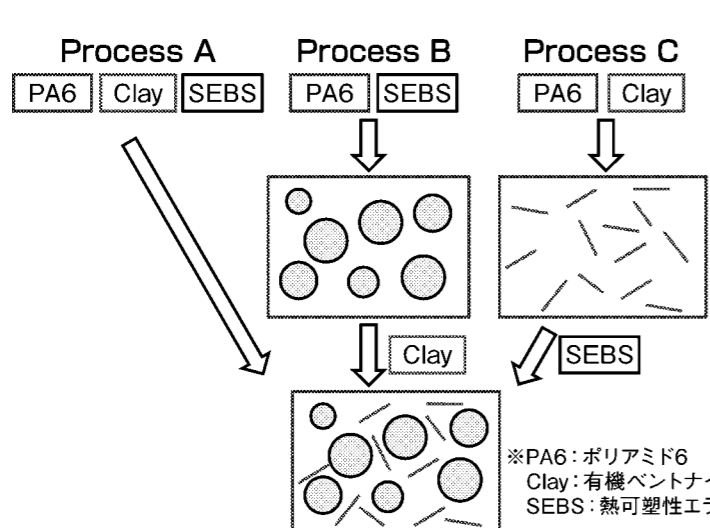 Process A Process B Process C
PA6 Clay SEBS PA6 SEBS PA6 Clay
Clay SEBS
※PA6：ポリアミド6
Clay：有機ベントナイ
SEBS：熱可塑性エラ